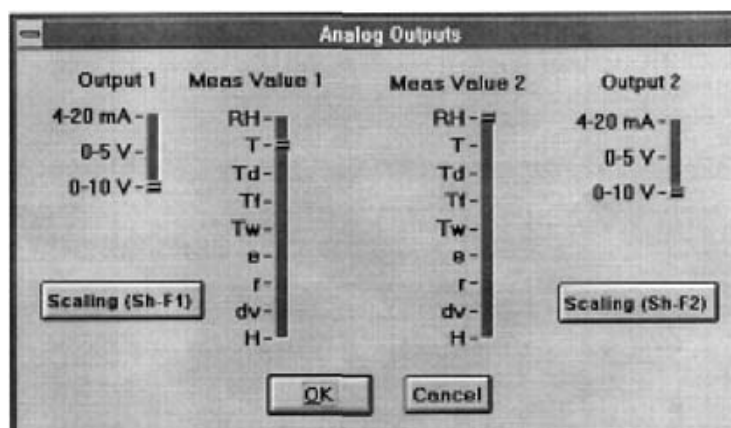 Analog Outputs
Output 1
Meas Value 1
Meas Value 2
Output 2
4-20 mA
0-5 V
0-10 V
RH
T
Td
Tf
Tw
e
r
dv
H
RH
T
Td
Tf
Tw
e
r
dv
H
4-20 mA
0-5 V
0-10 V
Scaling (Sh-F1)
Scaling (Sh-F2)
OK
Cancel